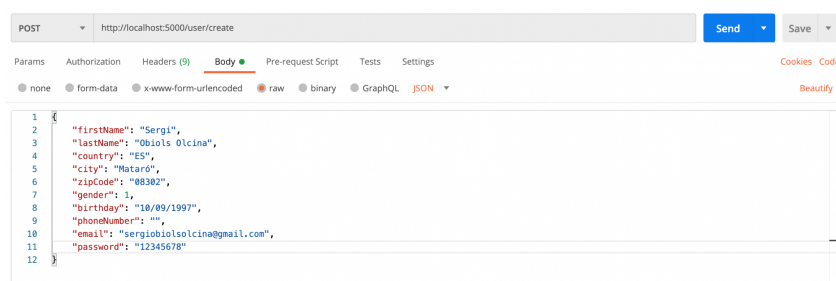 POST http://localhost:5000/user/create Send Save
Params Authorization Headers (9) Body Pre-request Script Tests Settings Cookies Code
none form-data x-www-form-urlencoded raw binary GraphQL JSON Beautify
1 {
2 "firstName": "Sergi",
3 "lastName": "Obiols Olcina",
4 "country": "ES",
5 "city": "Mataró",
6 "zipCode": "08302",
7 "gender": 1,
8 "birthday": "10/09/1997",
9 "phoneNumber": "",
10 "email": "sergiobiolsolcina@gmail.com",
11 "password": "12345678"
12 }